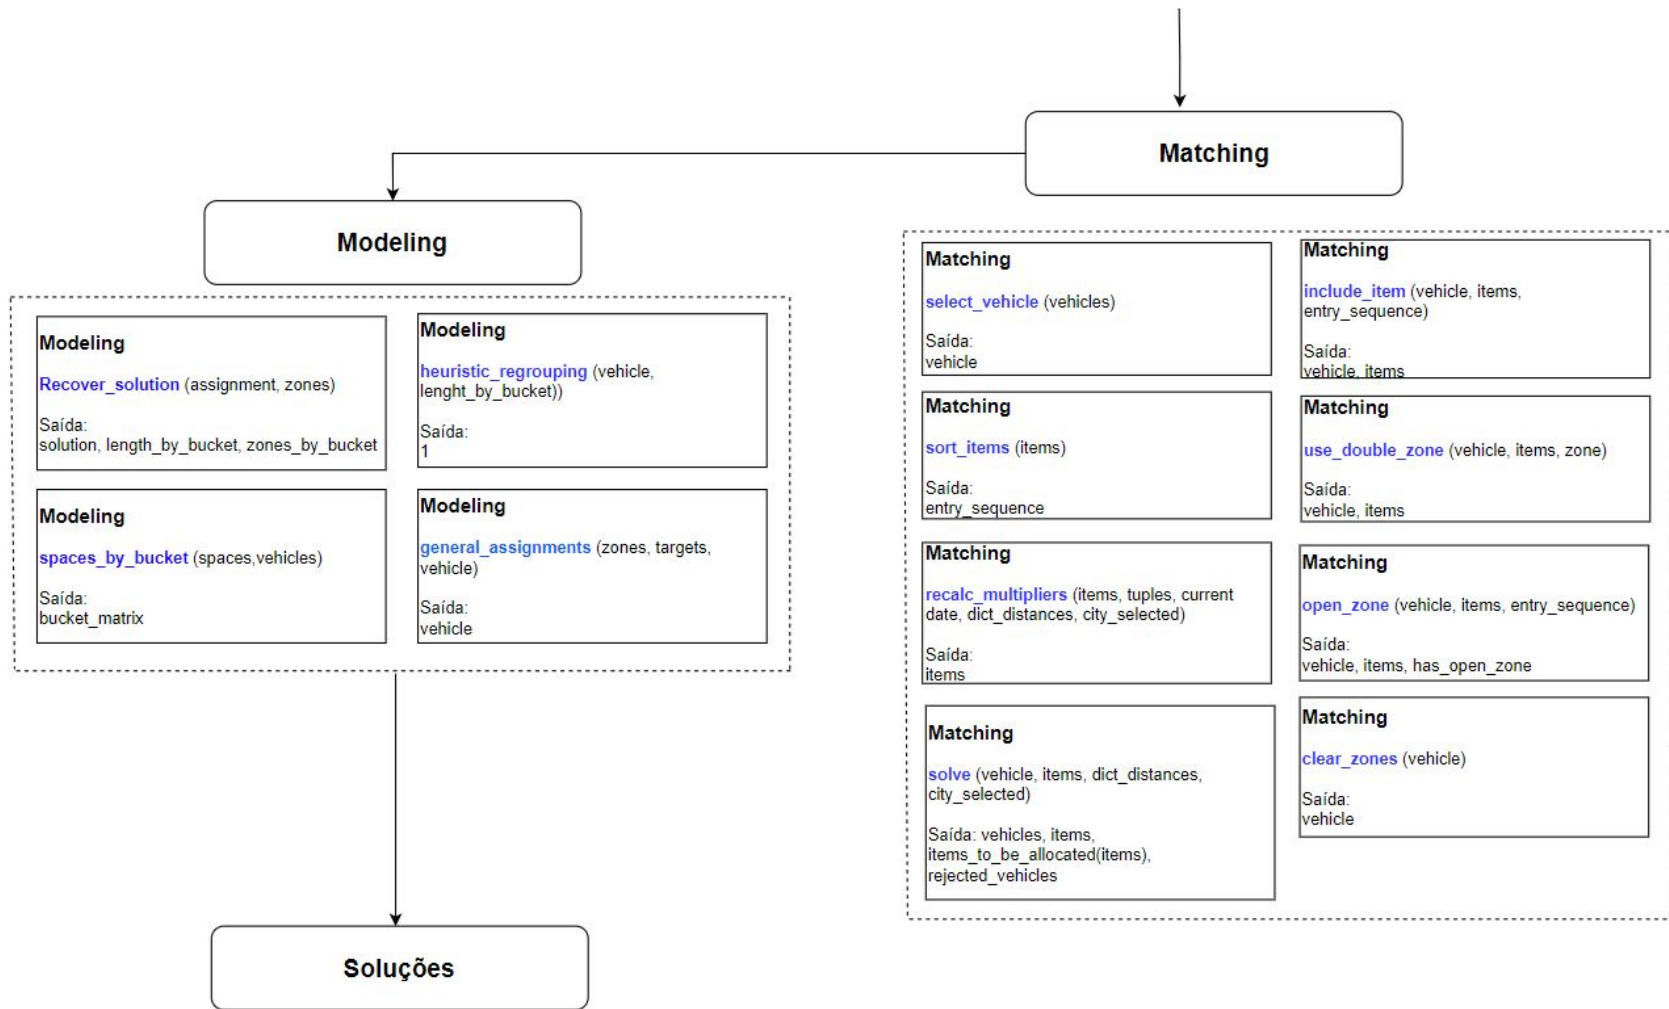 Matching
Modeling
Modeling
Recover_solution (assignment, zones)
Saída:
solution, length_by_bucket, zones_by_bucket
Modeling
heuristic_regrouping (vehicle,
lenght_by_bucket))
Saída:
1
Modeling
spaces_by_bucket (spaces,vehicles)
Saída:
bucket_matrix
Modeling
general_assignments (zones, targets,
vehicle)
Saída:
vehicle
Matching
select_vehicle (vehicles)
Saída:
vehicle
Matching
include_item (vehicle, items,
entry_sequence)
Saída:
vehicle, items
Matching
sort_items (items)
Saída:
entry_sequence
Matching
use_double_zone (vehicle, items, zone)
Saída:
vehicle, items
Matching
recalc_multipliers (items, tuples, current
date, dict_distances, city_selected)
Saída:
items
Matching
open_zone (vehicle, items, entry_sequence)
Saída:
vehicle, items, has_open_zone
Matching
solve (vehicle, items, dict_distances,
city_selected)
Saída: vehicles, items,
items_to_be_allocated(items),
rejected_vehicles
Matching
clear_zones (vehicle)
Saída:
vehicle
Soluções